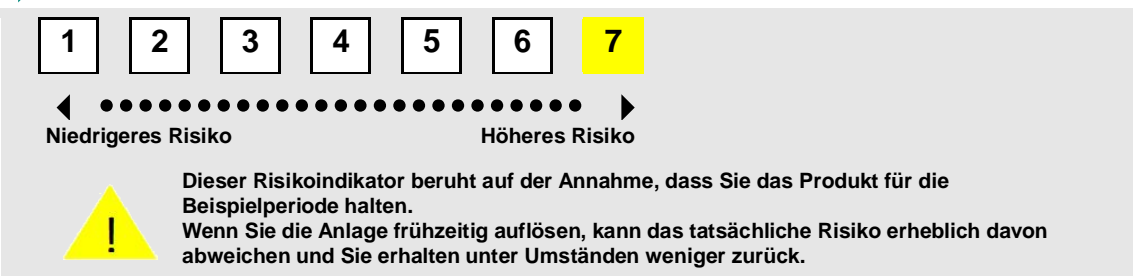 1 2 3 4 5 6 7
Niedrigeres Risiko Höheres Risiko
Dieser Risikoindikator beruht auf der Annahme, dass Sie das Produkt für die
Beispielperiode halten.
! Wenn Sie die Anlage frühzeitig auflösen, kann das tatsächliche Risiko erheblich davon
abweichen und Sie erhalten unter Umständen weniger zurück.